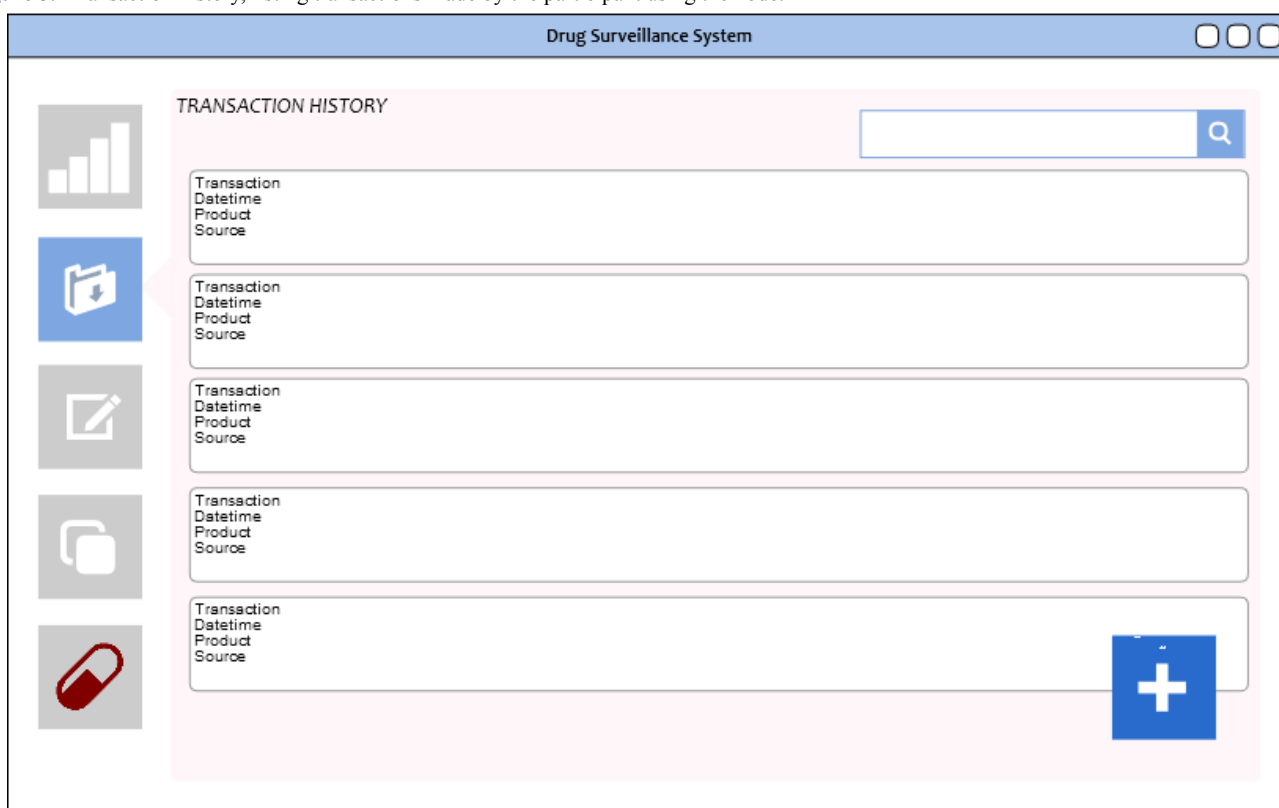 Drug Surveillance System
TRANSACTION HISTORY
Transaction
Datetime
Product
Source
Transaction
Datetime
Product
Source
Transaction
Datetime
Product
Source
Transaction
Datetime
Product
Source
Transaction
Datetime
Product
Source